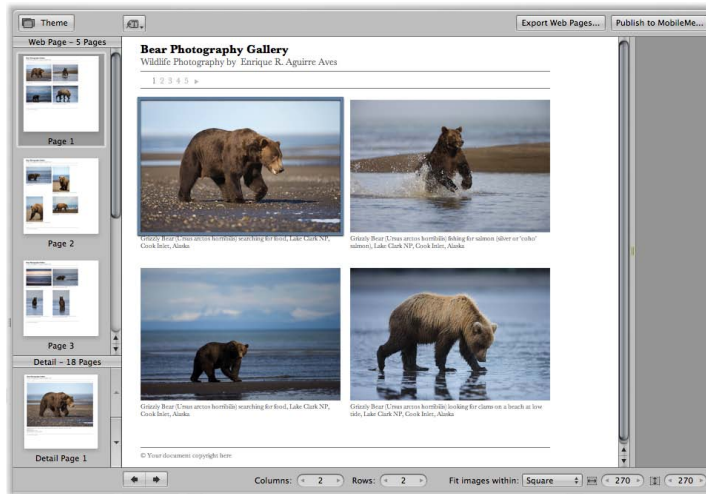 Theme
Export Web Pages...
Publish to MobileMe...
Web Page – 5 Pages
Page 1
Page 2
Page 3
Detail – 18 Pages
Detail Page 1
Bear Photography Gallery
Wildlife Photography by Enrique R. Aguirre Aves
1 2 3 4 5
Grizzly Bear (Ursus arctos horribilis) searching for food, Lake Clark NP,
Cook Inlet, Alaska
Grizzly Bear (Ursus arctos horribilis) fishing for salmon (silver or 'coho'
salmon), Lake Clark NP, Cook Inlet, Alaska
Grizzly Bear (Ursus arctos horribilis) searching for food, Lake Clark NP,
Cook Inlet, Alaska
Grizzly Bear (Ursus arctos horribilis) looking for clams on a beach at low
tide, Lake Clark NP, Cook Inlet, Alaska
© Your document copyright here
Columns: 2 Rows: 2 Fit images within: Square 270 270